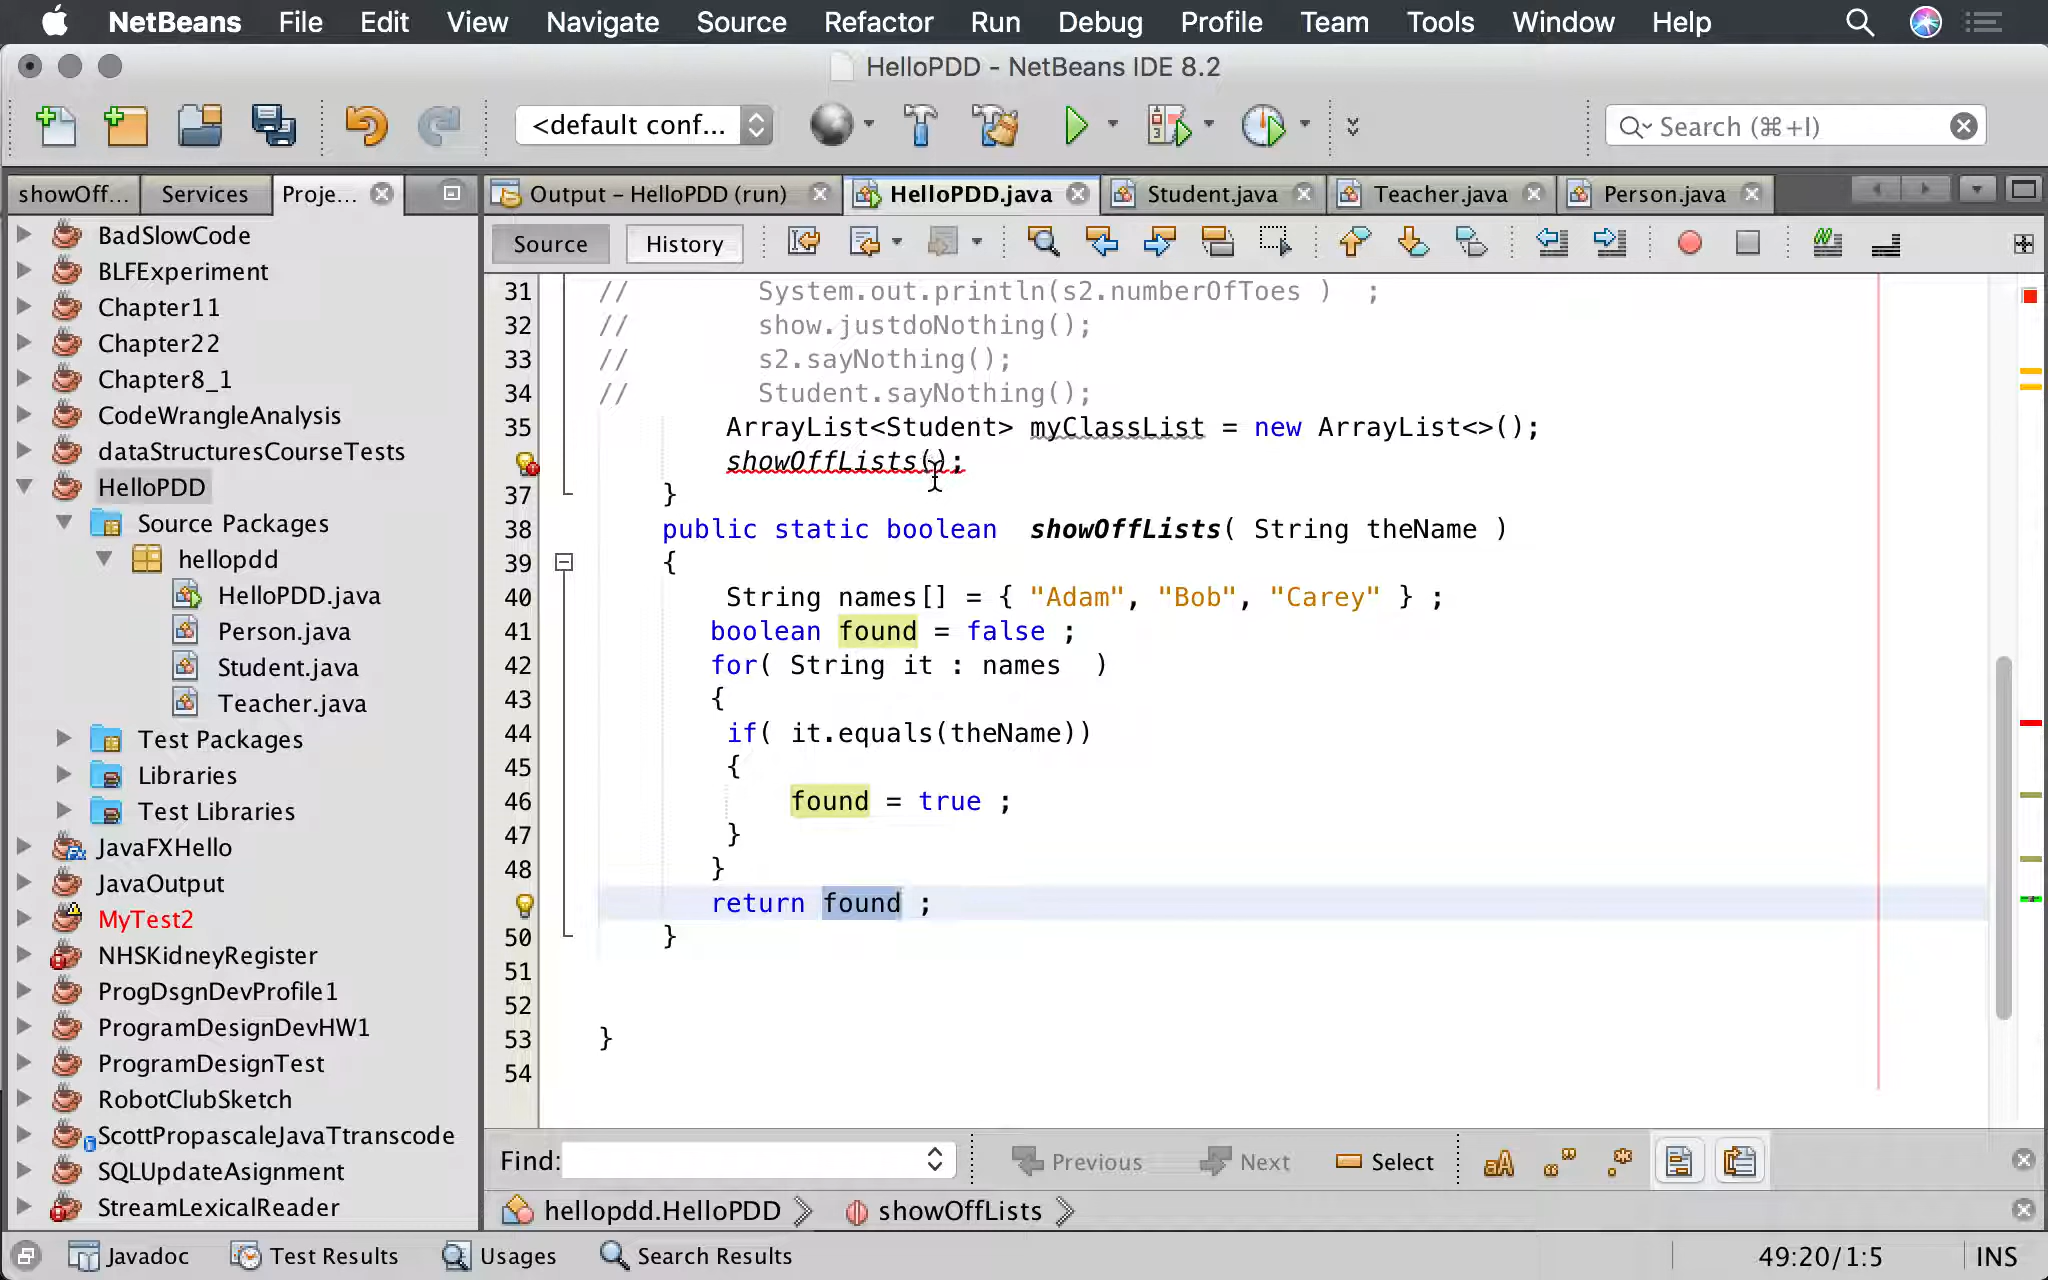 NetBeans File Edit View Navigate Source Refactor Run Debug Profile Team Tools Window Help
HelloPDD - NetBeans IDE 8.2
<default conf... Search (⌘+I)
showOff... Services Proje... Output - HelloPDD (run) HelloPDD.java Student.java Teacher.java Person.java
Source History
BadSlowCode
BLFExperiment
Chapter11
Chapter22
Chapter8_1
CodeWrangleAnalysis
dataStructuresCourseTests
HelloPDD
Source Packages
hellopdd
HelloPDD.java
Person.java
Student.java
Teacher.java
Test Packages
Libraries
Test Libraries
JavaFXHello
JavaOutput
MyTest2
NHSKidneyRegister
ProgDsgnDevProfile1
ProgramDesignDevHW1
ProgramDesignTest
RobotClubSketch
ScottPropascaleJavaTtranscode
SQLUpdateAsignment
StreamLexicalReader
31 // System.out.println(s2.numberOfToes ) ;
32 // show.justdoNothing();
33 // s2.sayNothing();
34 // Student.sayNothing();
35 ArrayList<Student> myClassList = new ArrayList<>();
showOffLists();
37 }
38 public static boolean showOffLists( String theName )
39 {
40 String names[] = { "Adam", "Bob", "Carey" } ;
41 boolean found = false ;
42 for( String it : names )
43 {
44 if( it.equals(theName))
45 {
46 found = true ;
47 }
48 }
return found ;
50 }
51
52
53 }
54
Find: Previous Next Select
hellopdd.HelloPDD showOffLists
Javadoc Test Results Usages Search Results 49:20/1:5 INS